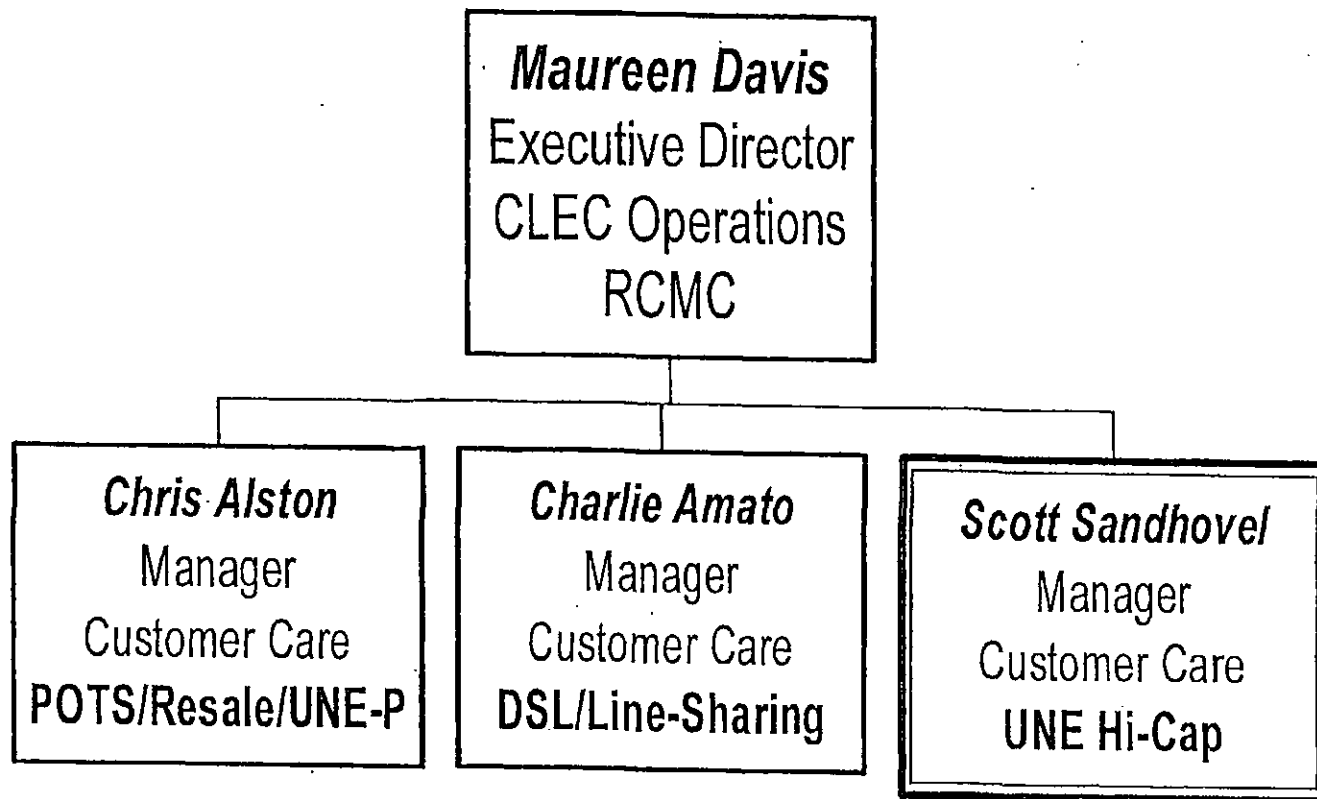 Maureen Davis
Executive Director
CLEC Operations
RCMC
Chris Alston
Manager
Customer Care
POTS/Resale/UNE-P
Charlie Amato
Manager
Customer Care
DSL/Line-Sharing
Scott Sandhovel
Manager
Customer Care
UNE Hi-Cap